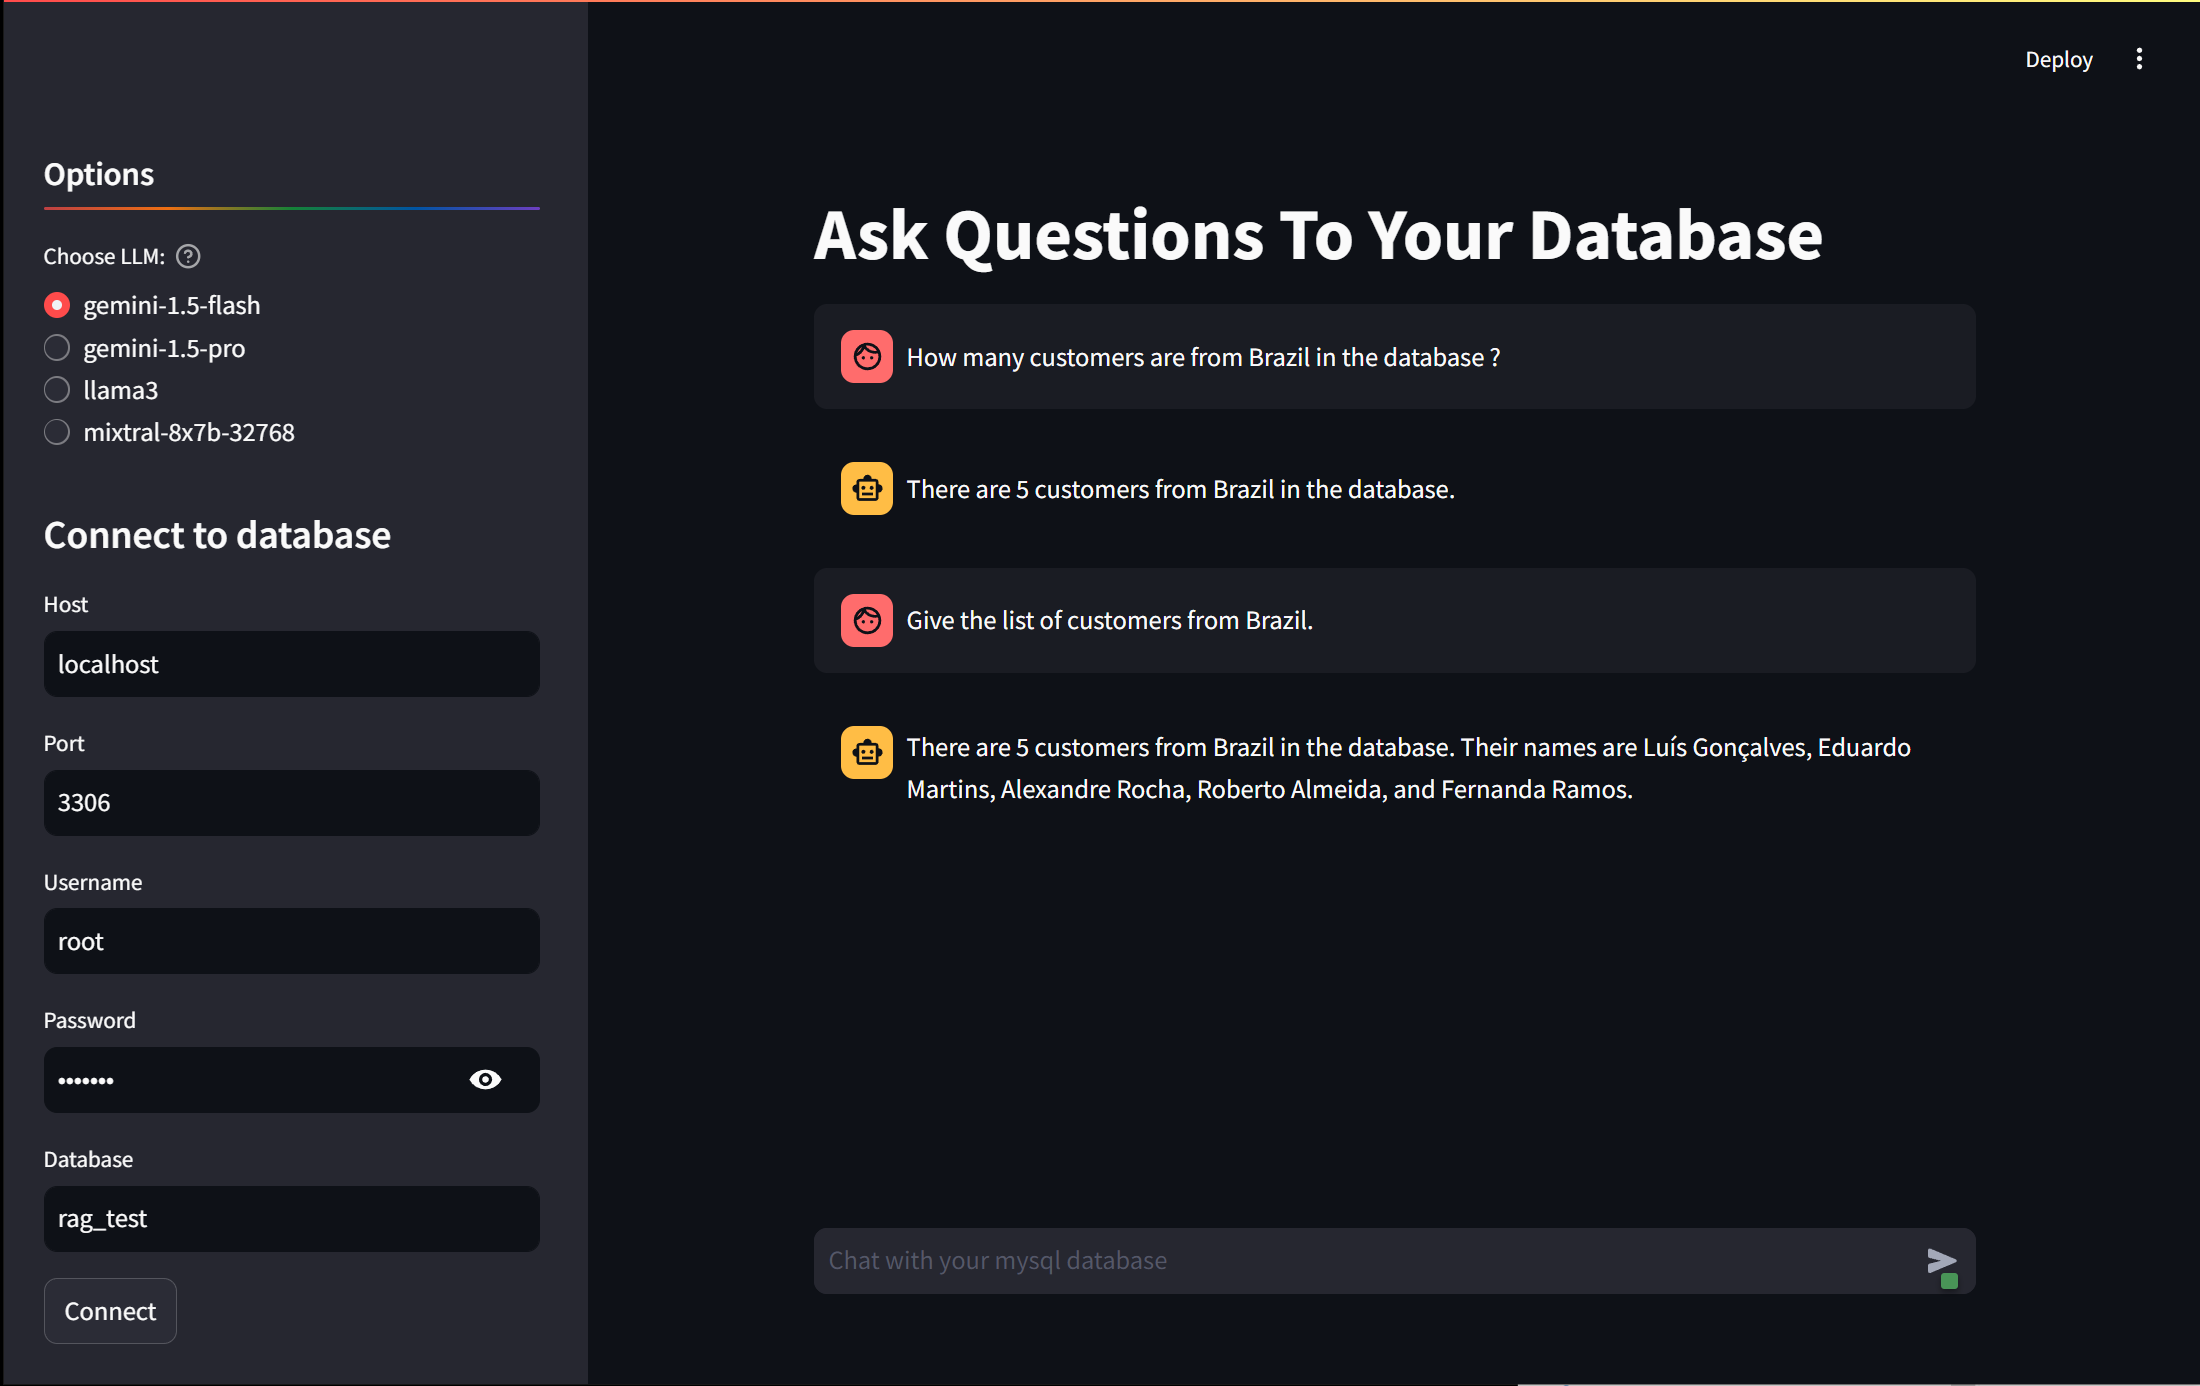 Deploy
Options
Choose LLM:
gemini-1.5-flash
gemini-1.5-pro
llama3
mixtral-8x7b-32768
Connect to database
Host
localhost
Port
3306
Username
root
Password
•••••••
Database
rag_test
Connect
Ask Questions To Your Database
How many customers are from Brazil in the database ?
There are 5 customers from Brazil in the database.
Give the list of customers from Brazil.
There are 5 customers from Brazil in the database. Their names are Luís Gonçalves, Eduardo
Martins, Alexandre Rocha, Roberto Almeida, and Fernanda Ramos.
Chat with your mysql database